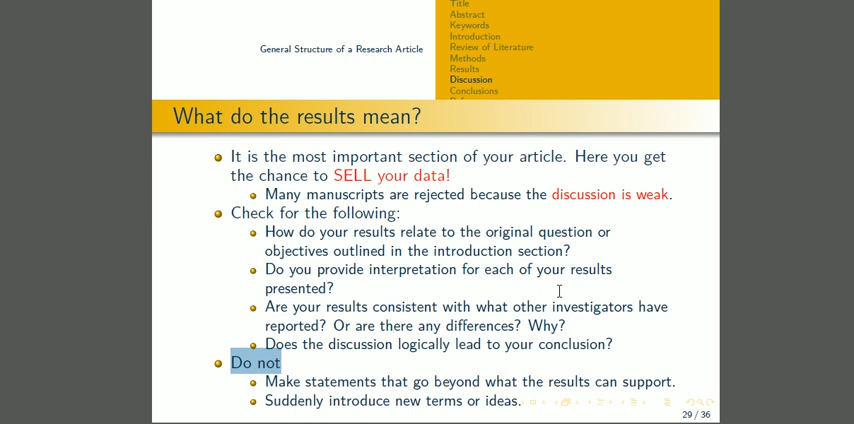 General Structure of a Research Article
Title
Abstract
Keywords
Introduction
Review of Literature
Methods
Results
Discussion
Conclusions
What do the results mean?
It is the most important section of your article. Here you get
the chance to SELL your data!
Many manuscripts are rejected because the discussion is weak.
Check for the following:
How do your results relate to the original question or
objectives outlined in the introduction section?
Do you provide interpretation for each of your results
presented?
Are your results consistent with what other investigators have
reported? Or are there any differences? Why?
Does the discussion logically lead to your conclusion?
Do not
Make statements that go beyond what the results can support.
Suddenly introduce new terms or ideas.
29 / 36